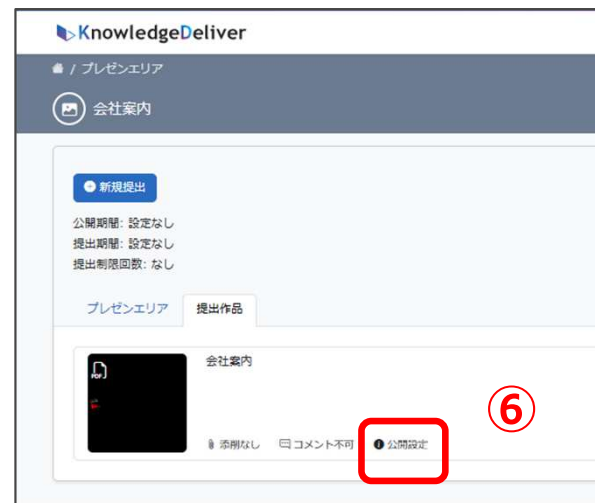 KnowledgeDeliver
/ プレゼンエリア
会社案内
新規提出
公開期間: 設定なし
提出期間: 設定なし
提出制限回数: なし
プレゼンエリア 提出作品
PDF
会社案内
⑥
添削なし コメント不可 公開設定